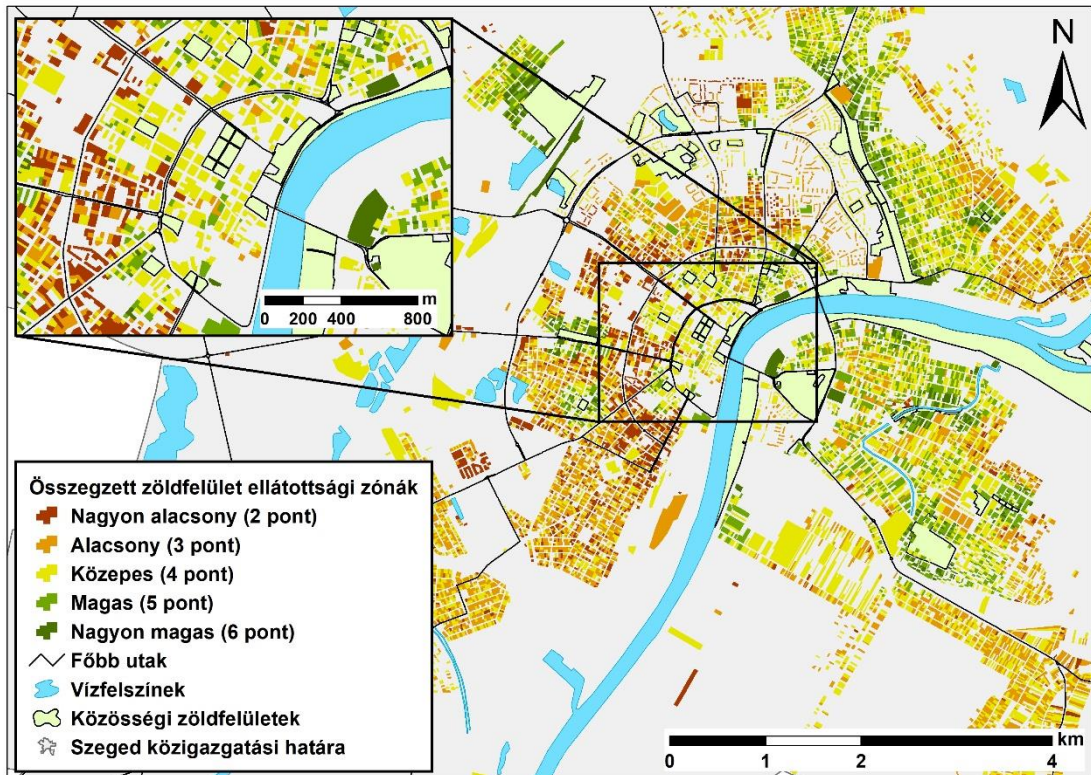 N
m
0 200 400 800
Összegzett zöldfelület ellátottsági zónák
Nagyon alacsony (2 pont)
Alacsony (3 pont)
Közepes (4 pont)
Magas (5 pont)
Nagyon magas (6 pont)
Főbb utak
Vízfelszínek
Közösségi zöldfelületek
Szeged közigazgatási határa
km
0 1 2 4